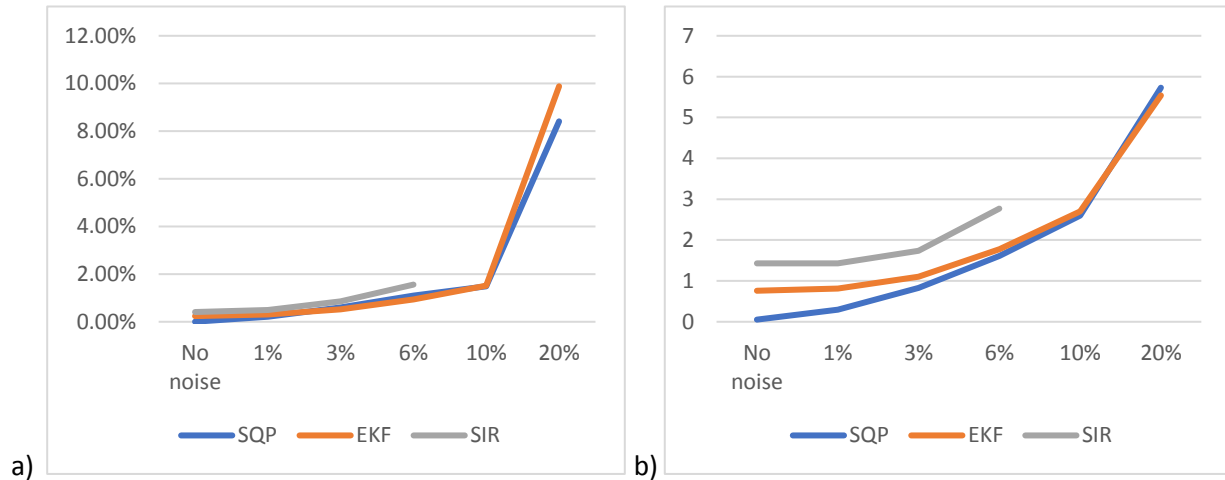 12.00%
10.00%
8.00%
6.00%
4.00%
2.00%
0.00%
No noise 1% 3% 6% 10% 20%
SQP EKF SIR
a)
7
6
5
4
3
2
1
0
No noise 1% 3% 6% 10% 20%
SQP EKF SIR
b)